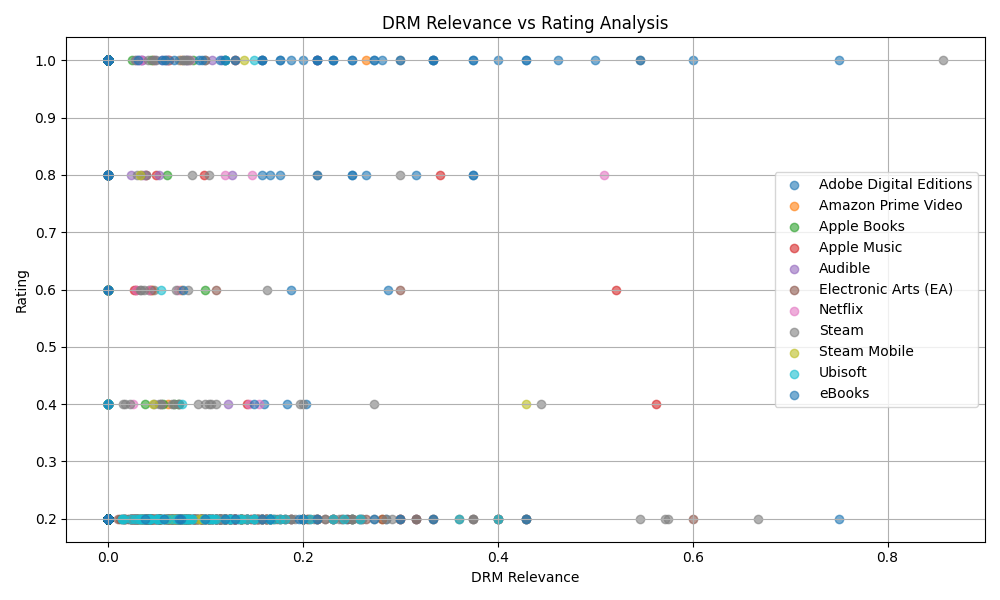 DRM Relevance vs Rating Analysis
Rating
1.0
0.9
0.8
0.7
0.6
0.5
0.4
0.3
0.2
0.0
0.2
0.4
0.6
0.8
DRM Relevance
Adobe Digital Editions
Amazon Prime Video
Apple Books
Apple Music
Audible
Electronic Arts (EA)
Netflix
Steam
Steam Mobile
Ubisoft
eBooks